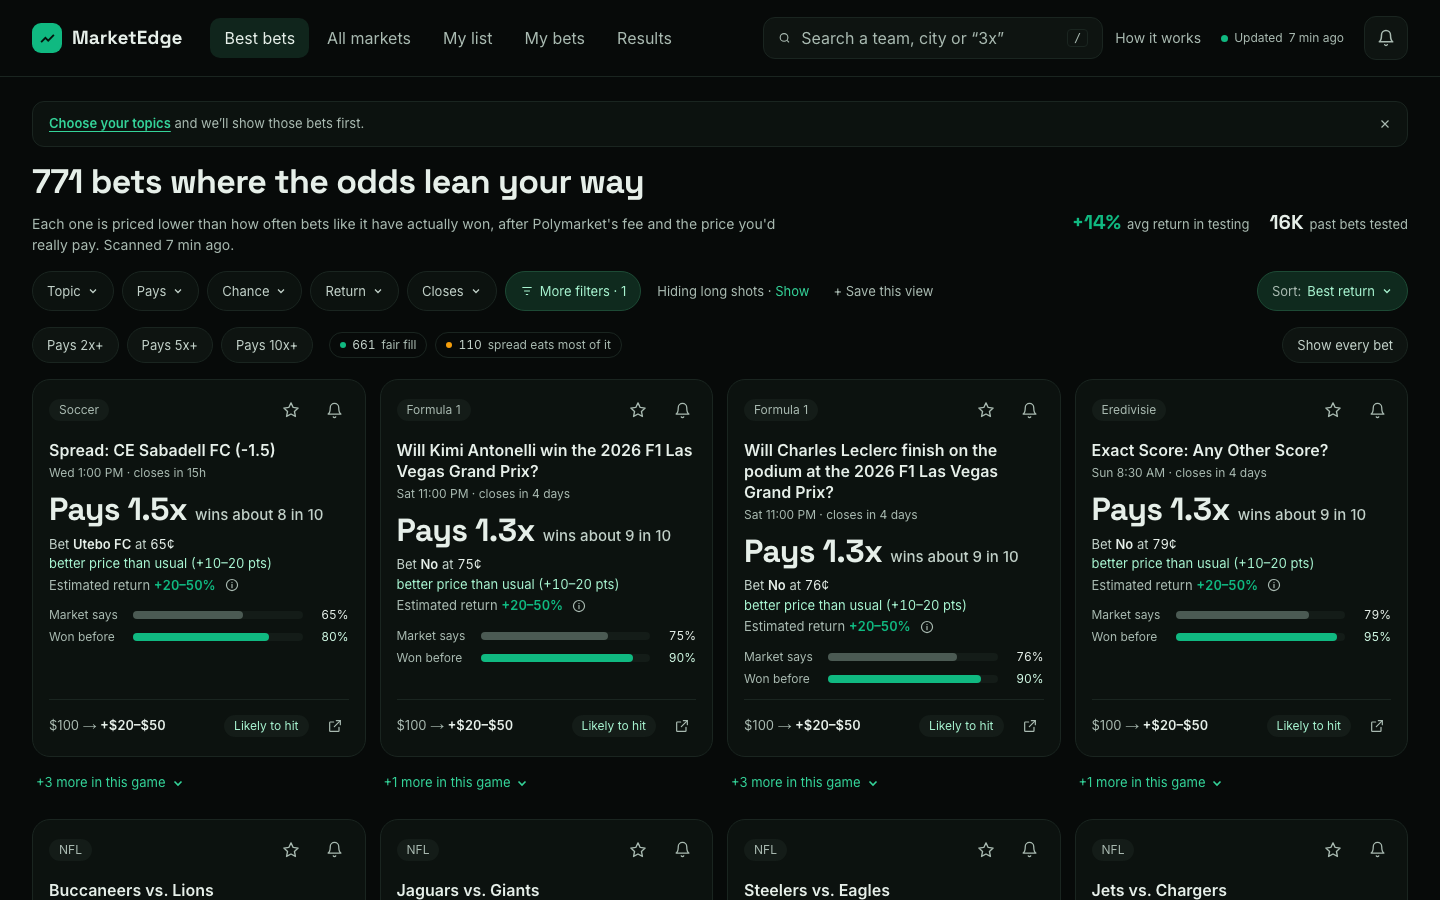 MarketEdge
Best bets
All markets
My list
My bets
Results
Search a team, city or “3x”
/
How it works
Updated 7 min ago
Choose your topics and we’ll show those bets first.
771 bets where the odds lean your way
Each one is priced lower than how often bets like it have actually won, after Polymarket's fee and the price you'd
really pay. Scanned 7 min ago.
+14% avg return in testing
16K past bets tested
Topic
Pays
Chance
Return
Closes
More filters · 1
Hiding long shots · Show
+ Save this view
Sort: Best return
Pays 2x+
Pays 5x+
Pays 10x+
661 fair fill
110 spread eats most of it
Show every bet
Soccer
Spread: CE Sabadell FC (-1.5)
Wed 1:00 PM · closes in 15h
Pays 1.5x wins about 8 in 10
Bet Utebo FC at 65¢
better price than usual (+10–20 pts)
Estimated return +20–50%
Market says 65%
Won before 80%
$100 → +$20–$50
Likely to hit
+3 more in this game
Formula 1
Will Kimi Antonelli win the 2026 F1 Las
Vegas Grand Prix?
Sat 11:00 PM · closes in 4 days
Pays 1.3x wins about 9 in 10
Bet No at 75¢
better price than usual (+10–20 pts)
Estimated return +20–50%
Market says 75%
Won before 90%
$100 → +$20–$50
Likely to hit
+1 more in this game
Formula 1
Will Charles Leclerc finish on the
podium at the 2026 F1 Las Vegas
Grand Prix?
Sat 11:00 PM · closes in 4 days
Pays 1.3x wins about 9 in 10
Bet No at 76¢
better price than usual (+10–20 pts)
Estimated return +20–50%
Market says 76%
Won before 90%
$100 → +$20–$50
Likely to hit
+3 more in this game
Eredivisie
Exact Score: Any Other Score?
Sun 8:30 AM · closes in 4 days
Pays 1.3x wins about 9 in 10
Bet No at 79¢
better price than usual (+10–20 pts)
Estimated return +20–50%
Market says 79%
Won before 95%
$100 → +$20–$50
Likely to hit
+1 more in this game
NFL
Buccaneers vs. Lions
NFL
Jaguars vs. Giants
NFL
Steelers vs. Eagles
NFL
Jets vs. Chargers